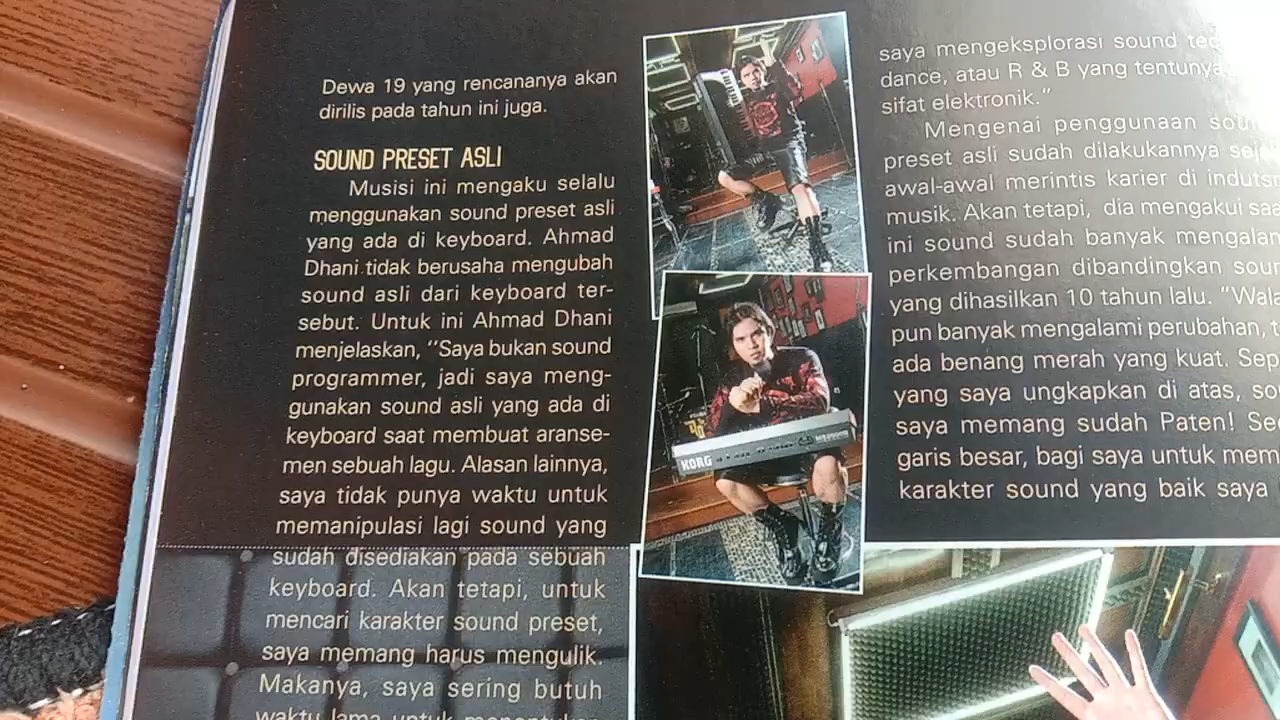 Dewa 19 yang rencananya akan
dirilis pada tahun ini juga.
SOUND PRESET ASLI
Musisi ini mengaku selalu
menggunakan sound preset asli
yang ada di keyboard. Ahmad
Dhani tidak berusaha mengubah
sound asli dari keyboard ter-
sebut. Untuk ini Ahmad Dhani
menjelaskan, “Saya bukan sound
programmer, jadi saya meng-
gunakan sound asli yang ada di
keyboard saat membuat aranse-
men sebuah lagu. Alasan lainnya,
saya tidak punya waktu untuk
memanipulasi lagi sound yang
sudah disediakan pada sebuah
keyboard. Akan tetapi, untuk
mencari karakter sound preset,
saya memang harus mengulik.
Makanya, saya sering butuh
waktu lama untuk
KORG
saya mengeksplorasi sound
dance, atau R & B yang tentunya
sifat elektronik.”
Mengenai penggunaan
preset asli sudah dilakukannya
awal-awal merintis karier di
musik. Akan tetapi, dia mengakui
ini sound sudah banyak
perkembangan dibandingkan
yang dihasilkan 10 tahun lalu.
pun banyak mengalami perubahan,
ada benang merah yang kuat.
yang saya ungkapkan di atas,
saya memang sudah Paten!
garis besar, bagi saya untuk
karakter sound yang baik saya